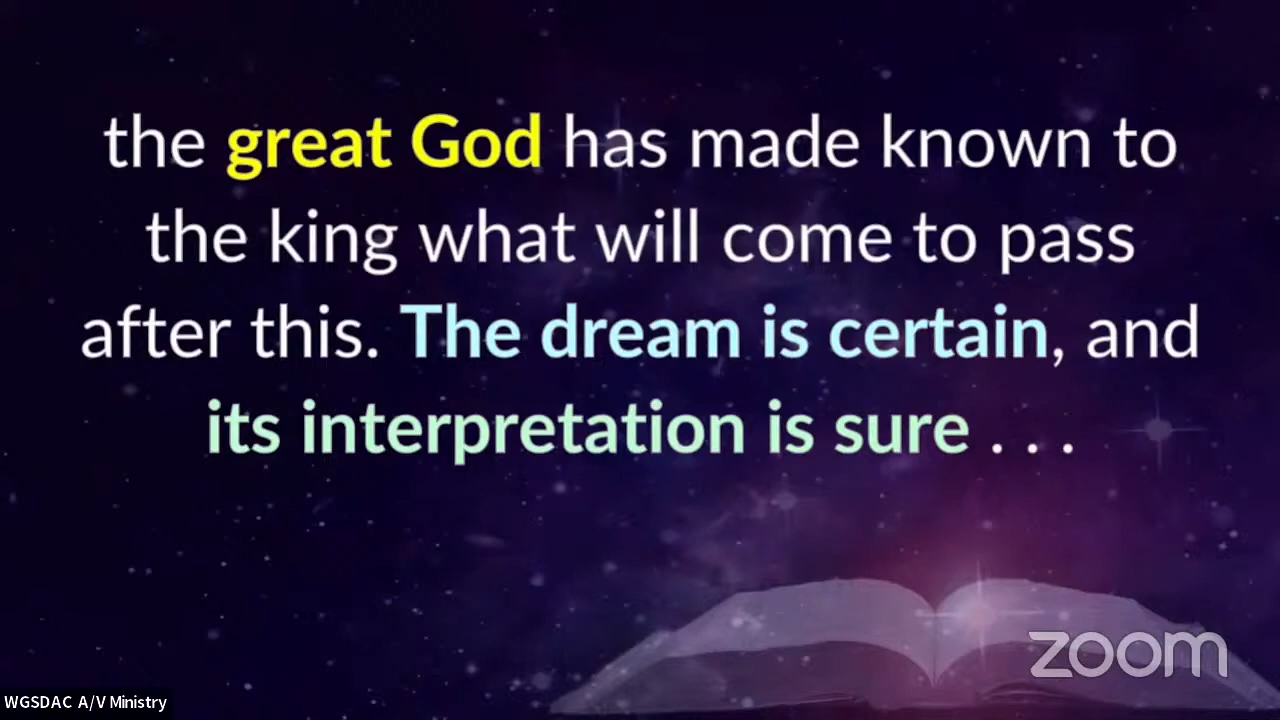 the great God has made known to
the king what will come to pass
after this. The dream is certain, and
its interpretation is sure . . .
zoom
WGSDAC A/V Ministry